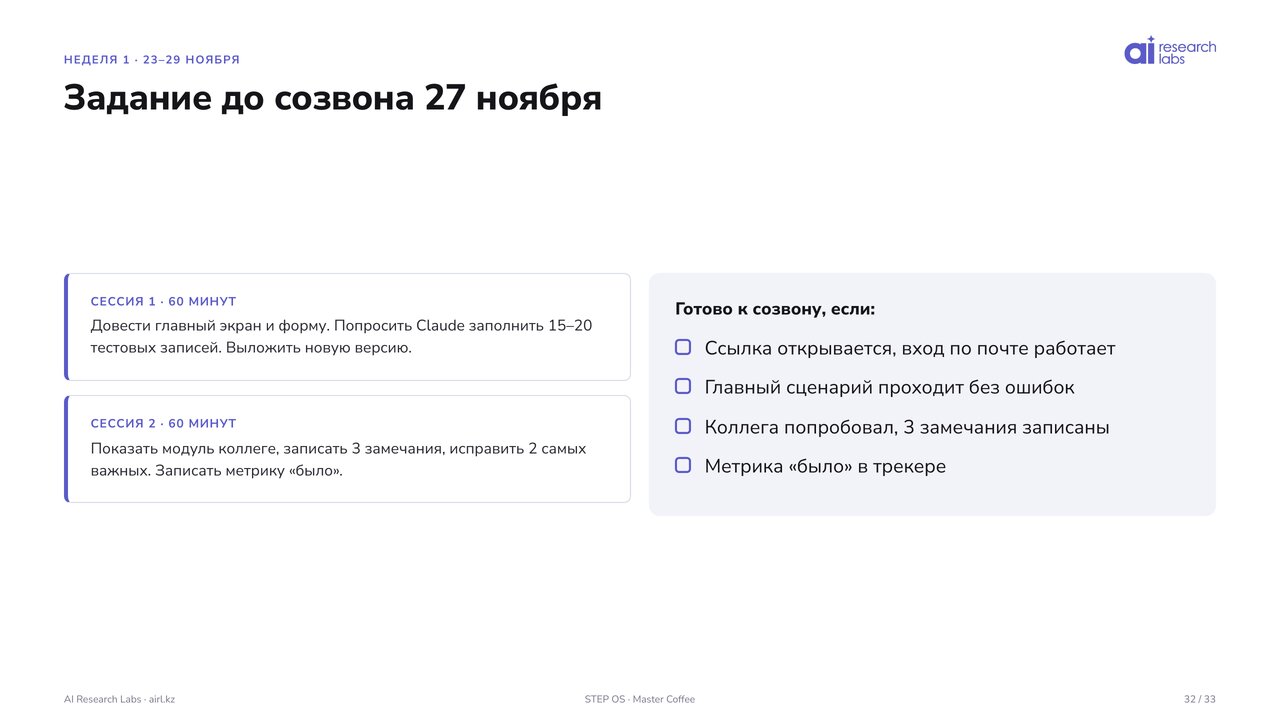 НЕДЕЛЯ 1 · 23–29 НОЯБРЯ
ai research labs
Задание до созвона 27 ноября
СЕССИЯ 1 · 60 МИНУТ
Довести главный экран и форму. Попросить Claude заполнить 15–20
тестовых записей. Выложить новую версию.
СЕССИЯ 2 · 60 МИНУТ
Показать модуль коллеге, записать 3 замечания, исправить 2 самых
важных. Записать метрику «было».
Готово к созвону, если:
Ссылка открывается, вход по почте работает
Главный сценарий проходит без ошибок
Коллега попробовал, 3 замечания записаны
Метрика «было» в трекере
AI Research Labs · airl.kz
STEP OS · Master Coffee
32 / 33